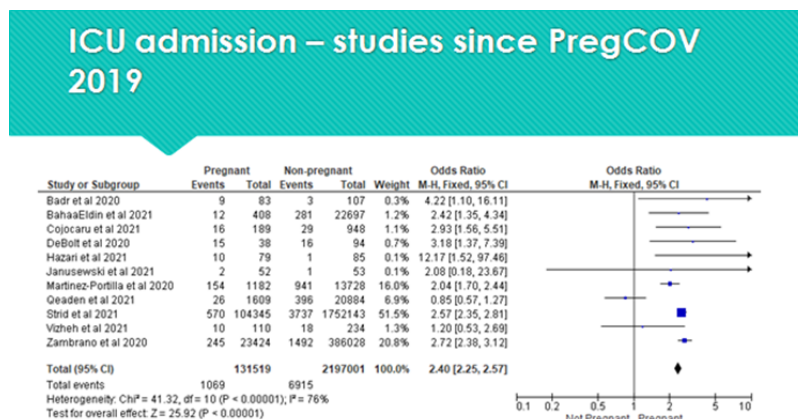 ICU admission – studies since PregCOV
2019
Pregnant Non-pregnant Odds Ratio Odds Ratio
Study or Subgroup Events Total Events Total Weight M-H, Fixed, 95% CI M-H, Fixed, 95% CI
Badr et al 2020 9 83 3 107 0.3% 4.22 [1.10, 16.11]
BahaaEldin et al 2021 12 408 281 22697 1.2% 2.42 [1.35, 4.34]
Cojocaru et al 2021 16 189 29 948 1.1% 2.93 [1.56, 5.51]
DeBolt et al 2020 15 38 16 94 0.9% 3.18 [1.37, 7.39]
Hazari et al 2021 10 79 1 85 0.1% 12.17 [1.52, 97.46]
Janusewski et al 2021 2 52 1 53 0.1% 2.08 [0.18, 23.67]
Martinez-Portilla et al 2020 154 1182 941 13728 16.0% 2.04 [1.70, 2.44]
Qeaden et al 2021 26 1609 396 20884 6.9% 0.85 [0.57, 1.27]
Strid et al 2021 570 104345 3737 1752143 51.5% 2.57 [2.35, 2.81]
Vizheh et al 2021 10 110 18 234 1.3% 1.20 [0.53, 2.69]
Zambrano et al 2020 245 23424 1492 386028 20.8% 2.72 [2.38, 3.12]
Total (95% CI) 131519 2197001 100.0% 2.40 [2.25, 2.57]
Total events 1069 6915
Heterogeneity: Chi² = 41.32, df = 10 (P < 0.00001); I² = 76%
Test for overall effect: Z = 25.92 (P < 0.00001)
0.1 0.2 0.5 1 2 5 10
Not Pregnant Pregnant